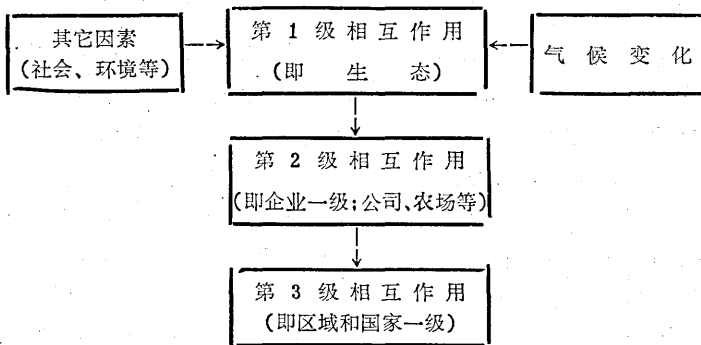 其它因素
(社会、环境等)
第1级相互作用
(即生态)
气候变化
第2级相互作用
(即企业一级;公司、农场等)
第3级相互作用
(即区域和国家一级)